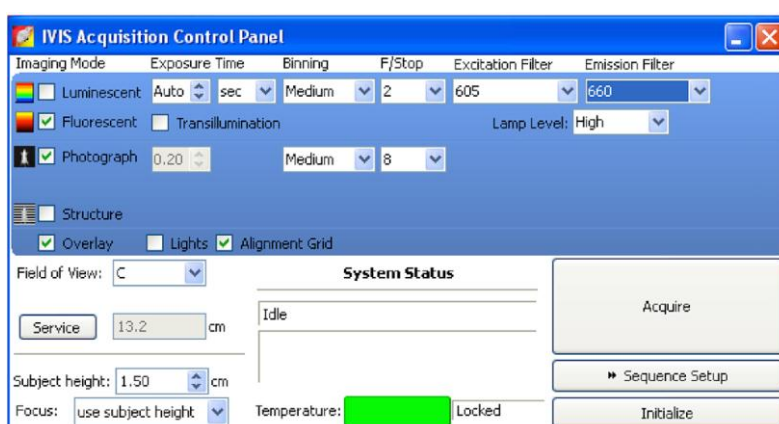 IVIS Acquisition Control Panel
Imaging Mode Exposure Time Binning F/Stop Excitation Filter Emission Filter
Luminescent Auto sec Medium 2 605 660
Fluorescent Transillumination Lamp Level: High
Photograph 0.20 Medium 8
Structure
Overlay Lights Alignment Grid
Field of View: C System Status
Idle Acquire
Service 13.2 cm
Subject height: 1.50 cm Sequence Setup
Focus: use subject height Temperature: Locked Initialize